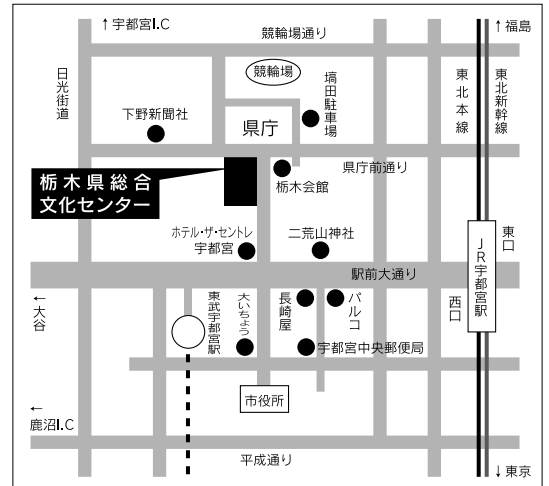 ↑宇都宮I.C
競輪場通り
↑福島
日光街道
競輪場
塙田駐車場
東北本線
東北新幹線
下野新聞社
県庁
県庁前通り
栃木県総合
文化センター
栃木会館
ホテル・ザ・セントレ
宇都宮
二荒山神社
東口
JR宇都宮駅
駅前大通り
西口
←大谷
東武宇都宮駅
大いちょう
長崎屋
パルコ
宇都宮中央郵便局
市役所
←
鹿沼I.C
平成通り
↓東京